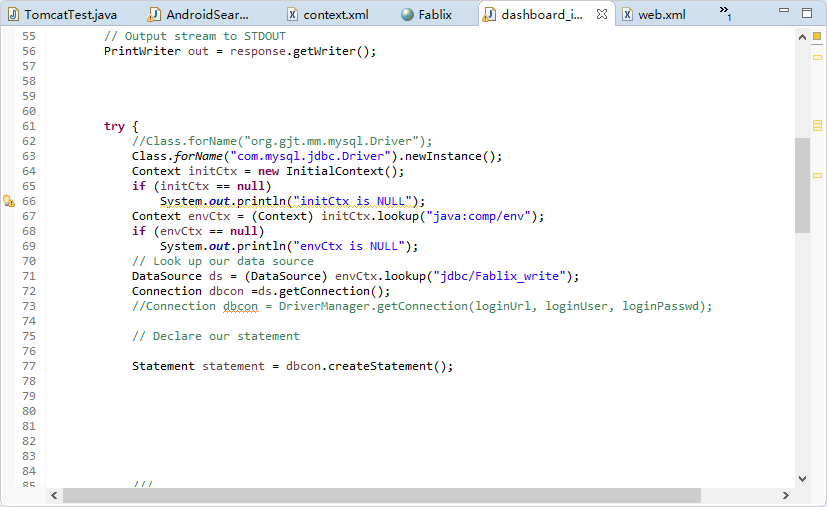 TomcatTest.java AndroidSear... context.xml Fablix dashboard_i... web.xml »1
55 // Output stream to STDOUT
56 PrintWriter out = response.getWriter();
57
58
59
60
61 try {
62 //Class.forName("org.gjt.mm.mysql.Driver");
63 Class.forName("com.mysql.jdbc.Driver").newInstance();
64 Context initCtx = new InitialContext();
65 if (initCtx == null)
66 System.out.println("initCtx is NULL");
67 Context envCtx = (Context) initCtx.lookup("java:comp/env");
68 if (envCtx == null)
69 System.out.println("envCtx is NULL");
70 // Look up our data source
71 DataSource ds = (DataSource) envCtx.lookup("jdbc/Fablix_write");
72 Connection dbcon =ds.getConnection();
73 //Connection dbcon = DriverManager.getConnection(loginUrl, loginUser, loginPasswd);
74
75 // Declare our statement
76
77 Statement statement = dbcon.createStatement();
78
79
80
81
82
83
84
85 ///